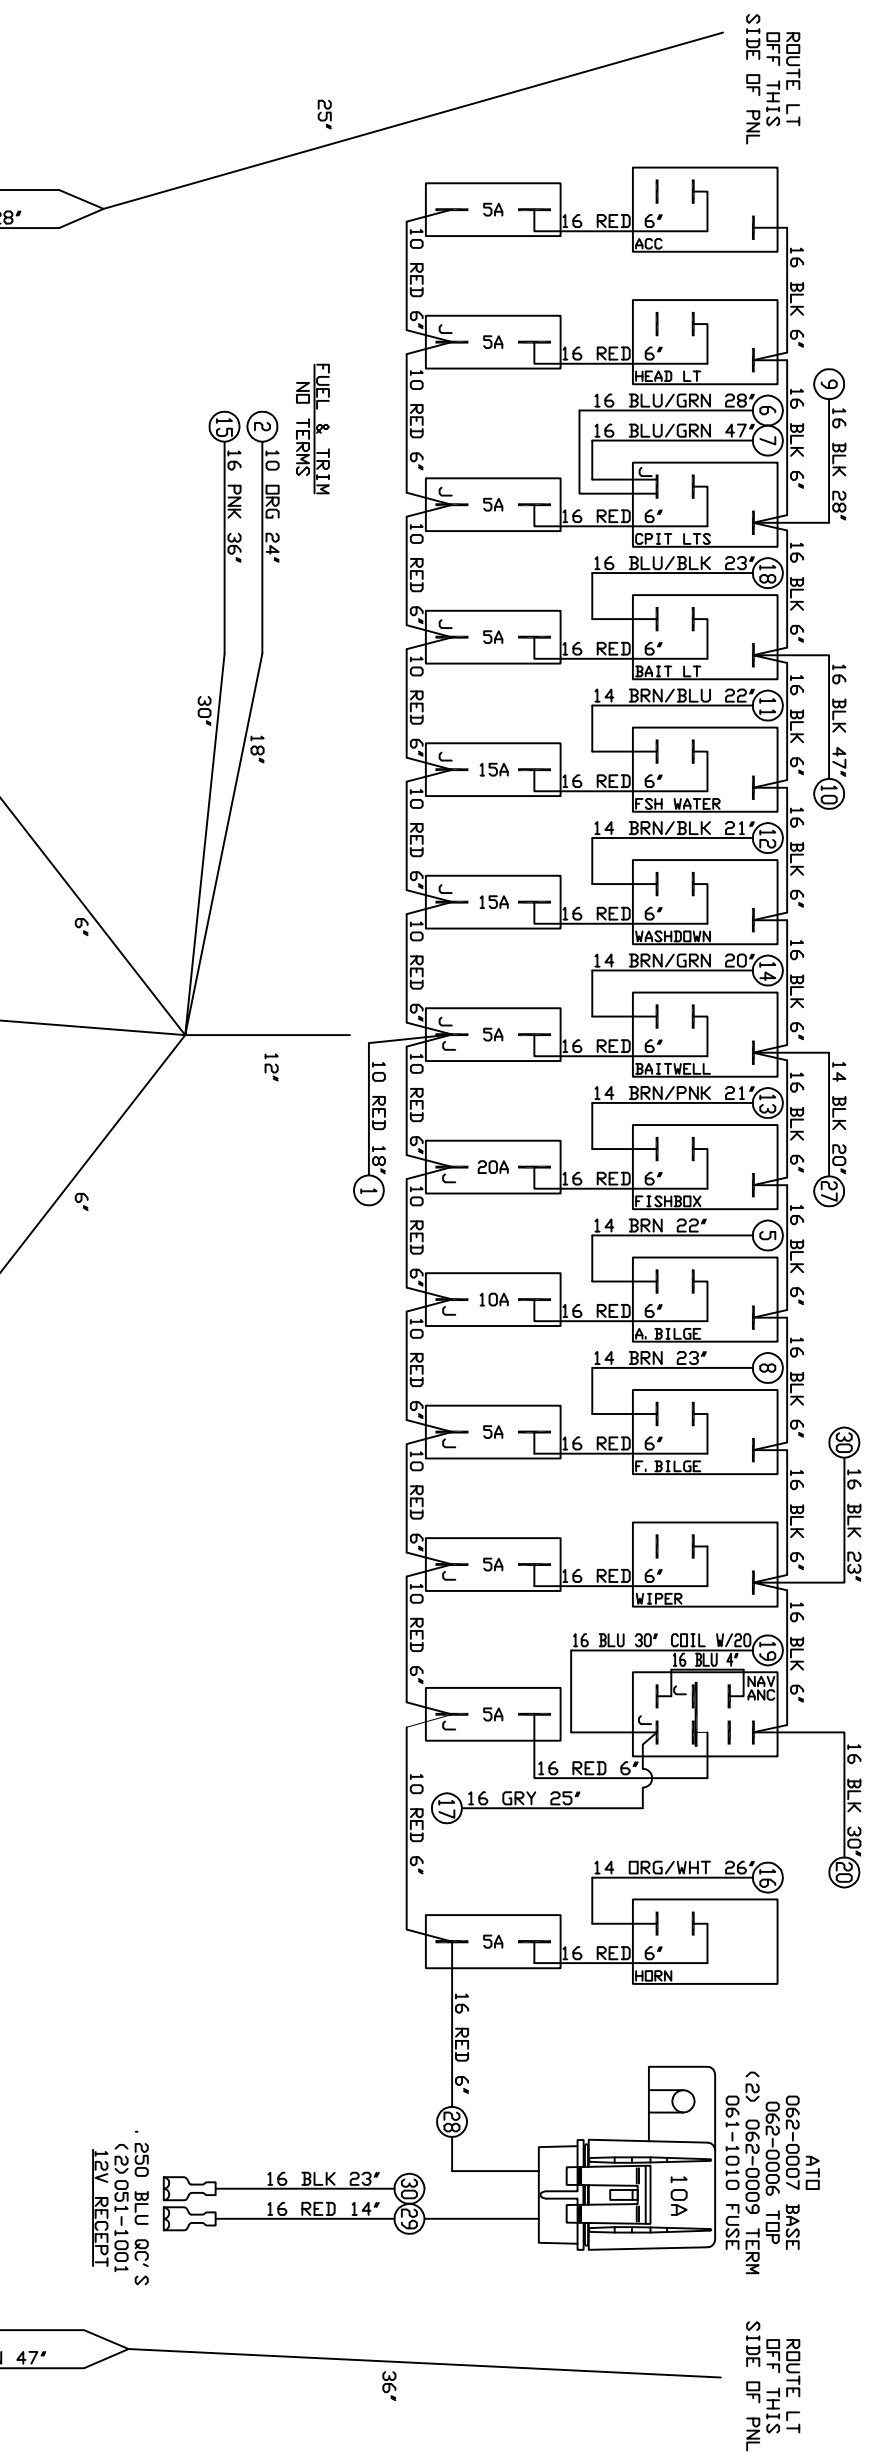 ROUTE LT
OFF THIS
SIDE OF PNL
25"
28"
5A
16 RED 6"
ACC
16 BLK 6"
10 RED 6"
5A
16 RED 6"
HEAD LT
16 BLK 6"
10 RED 6"
9
16 BLK 28"
16 BLU/GRN 28"
6
16 BLU/GRN 47"
7
5A
16 RED 6"
CPIT LTS
16 BLK 6"
10 RED 6"
FUEL & TRIM
NO TERMS
2
10 ORG 24"
15
16 PNK 36"
18"
30"
16 BLU/BLK 23"
18
5A
16 RED 6"
BAIT LT
16 BLK 6"
16 BLK 47"
10
10 RED 6"
14 BRN/BLU 22"
11
15A
16 RED 6"
FSH WATER
16 BLK 6"
10 RED 6"
14 BRN/BLK 21"
12
15A
16 RED 6"
WASHDOWN
16 BLK 6"
10 RED 6"
6"
12"
6"
14 BRN/GRN 20"
14
5A
16 RED 6"
BAITWELL
16 BLK 6"
14 BLK 20"
27
10 RED 6"
10 RED 18"
1
14 BRN/PNK 21"
13
20A
16 RED 6"
FISHBOX
16 BLK 6"
10 RED 6"
14 BRN 22"
5
10A
16 RED 6"
A. BILGE
16 BLK 6"
10 RED 6"
14 BRN 23"
8
5A
16 RED 6"
F. BILGE
16 BLK 6"
10 RED 6"
30
16 BLK 23"
5A
16 RED 6"
WIPER
16 BLK 6"
10 RED 6"
16 BLU 30" COIL W/20
19
16 BLU 4"
NAV
ANC
5A
16 RED 6"
16 GRY 25"
17
16 BLK 30"
20
10 RED 6"
14 ORG/WHT 26"
16
5A
16 RED 6"
HORN
16 RED 6"
28
ATO
062-0007 BASE
062-0006 TOP
(2) 062-0009 TERM
061-1010 FUSE
10A
16 BLK 23"
30
16 RED 14"
29
.250 BLU QC'S
(2)051-1001
12V RECEPT
ROUTE LT
OFF THIS
SIDE OF PNL
36"
N 47"